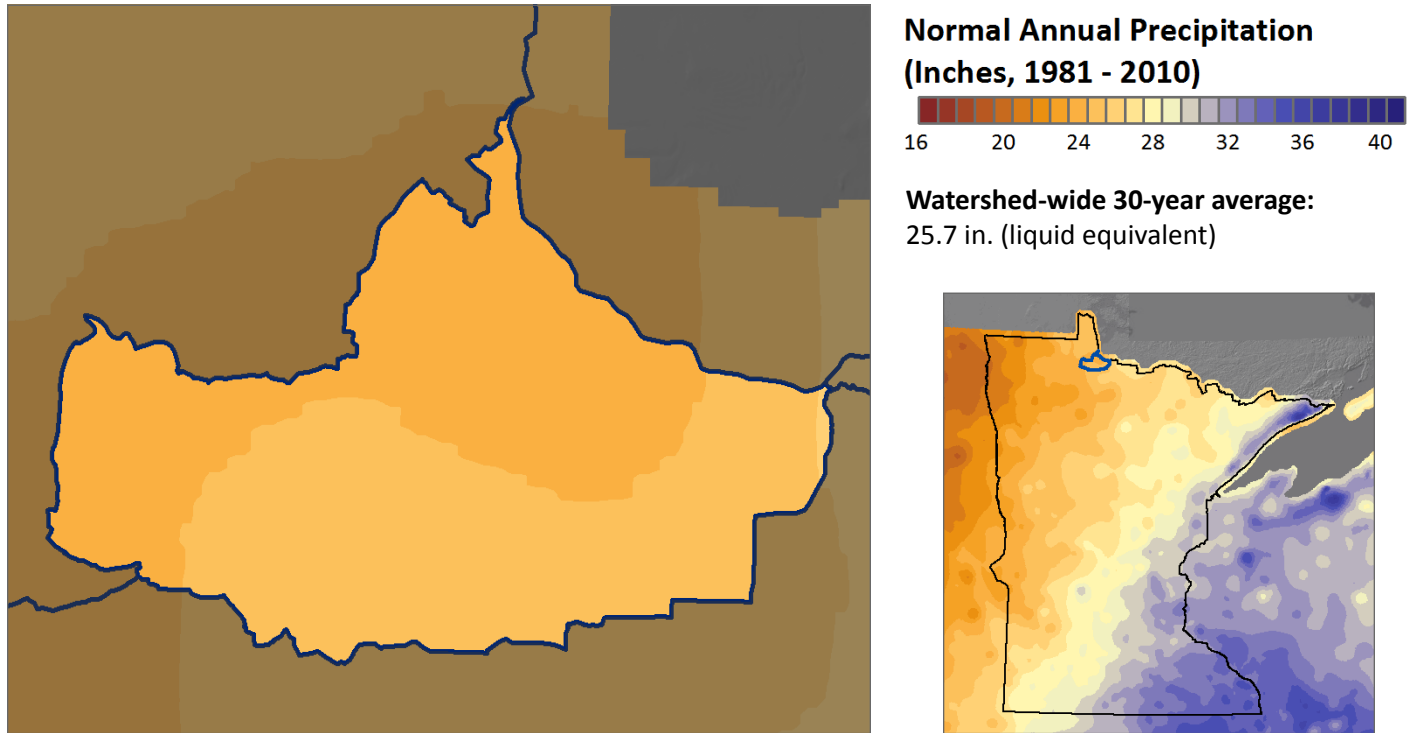 Normal Annual Precipitation
(Inches, 1981 - 2010)
16 20 24 28 32 36 40
Watershed-wide 30-year average:
25.7 in. (liquid equivalent)